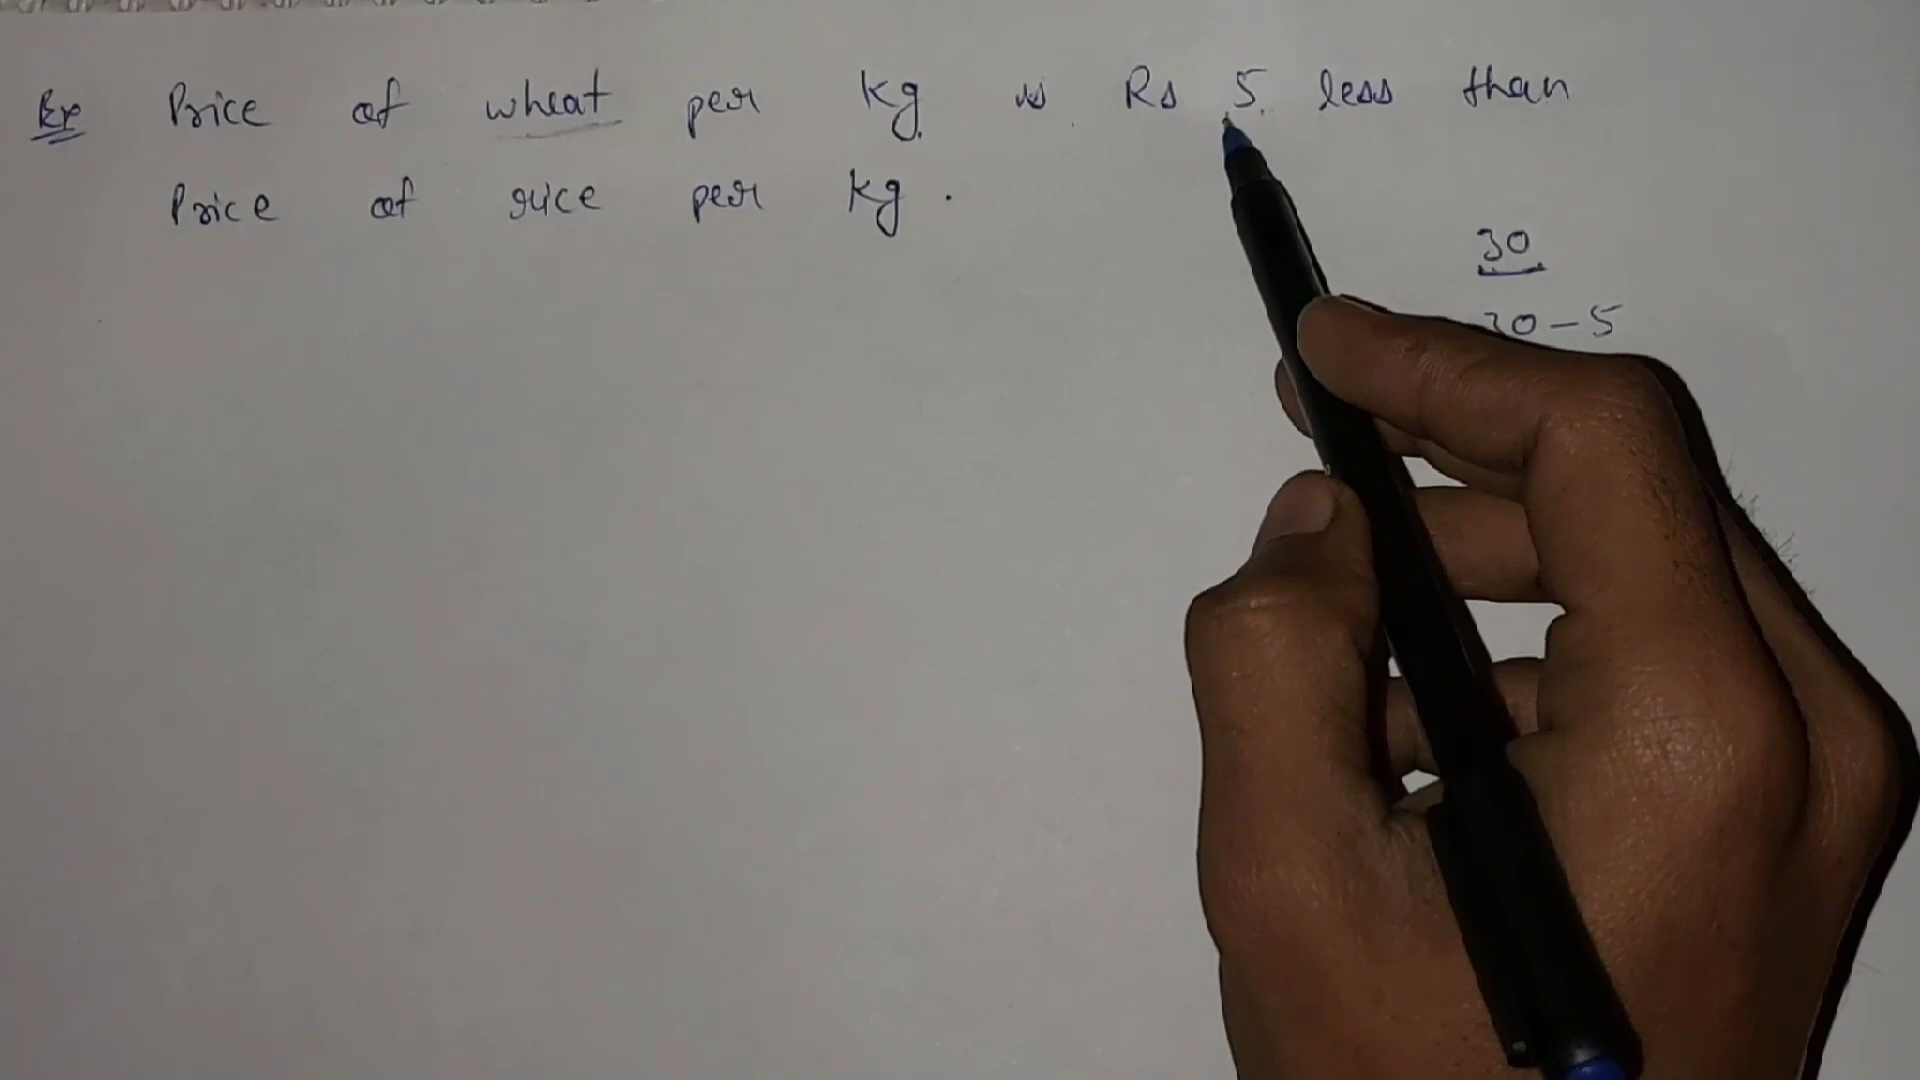 Ex Price of wheat per kg is Rs 5 less than
Price of rice per kg.
30
30-5